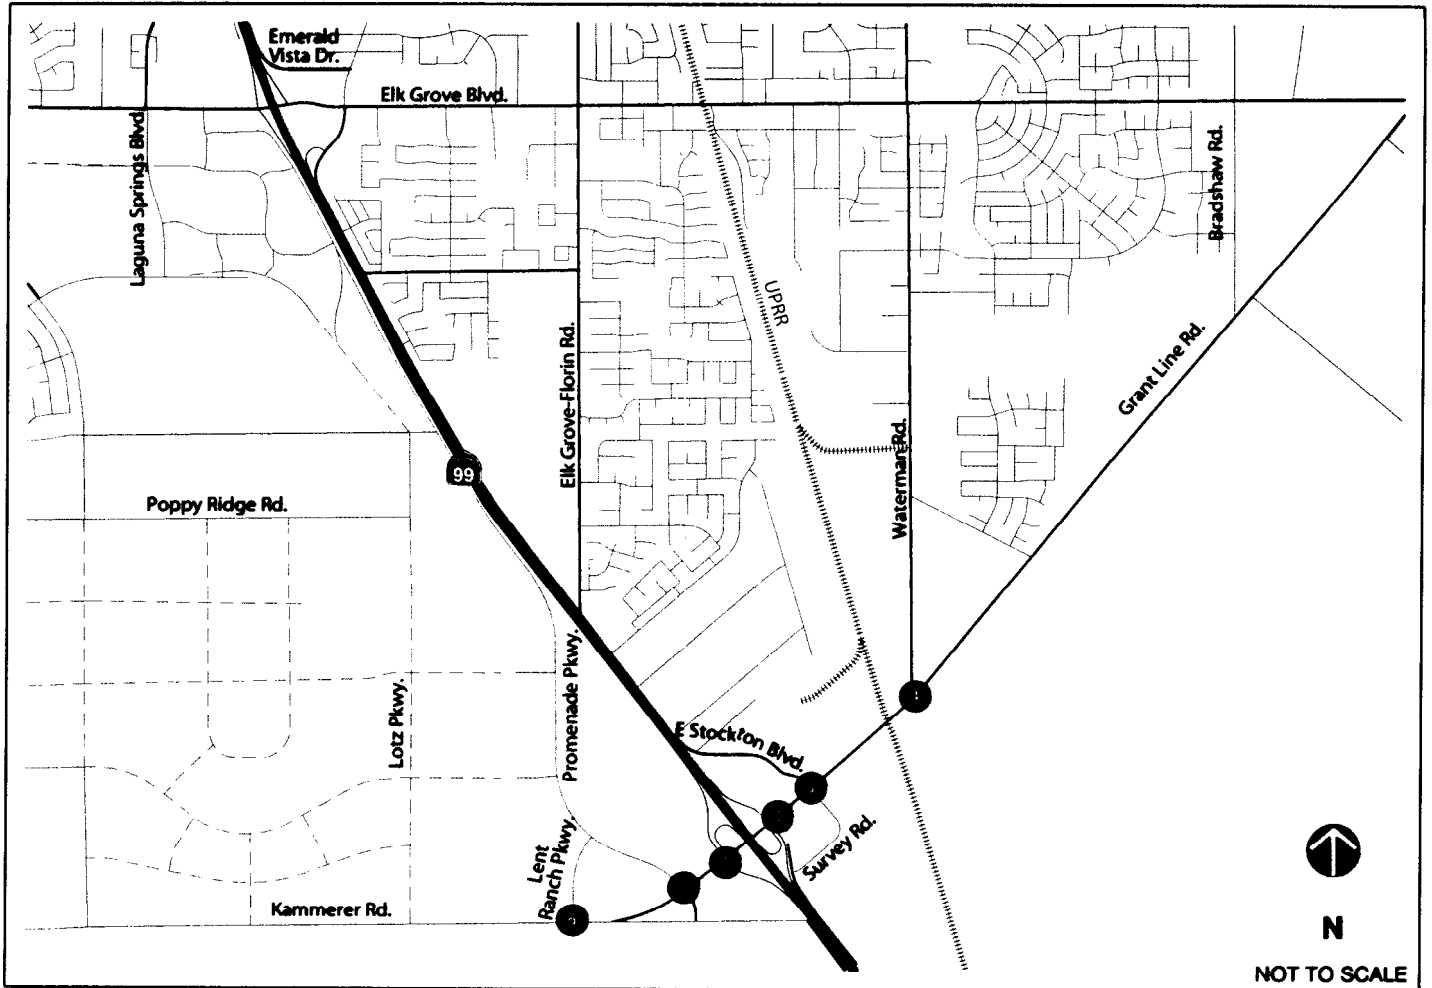 Emerald
Vista Dr.
Elk Grove Blvd.
Laguna Springs Blvd.
Bradshaw Rd.
UPRR
Elk Grove-Florin Rd.
Grant Line Rd.
Waterman Rd.
99
Poppy Ridge Rd.
Promenade Pkwy.
Lotz Pkwy.
E Stockton Blvd.
Survey Rd.
Lent
Ranch Pkwy.
Kammerer Rd.
N
NOT TO SCALE